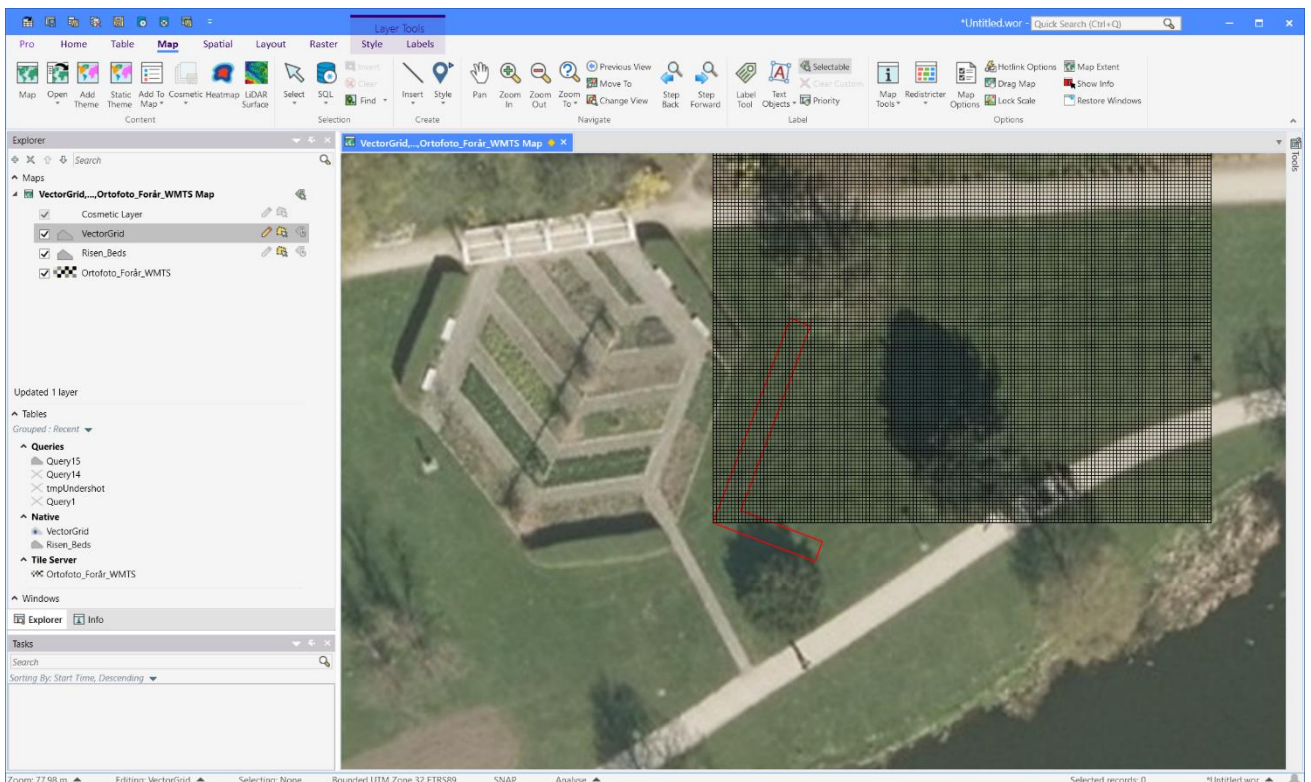 Layer Tools
*Untitled.wor - Quick Search (Ctrl+Q)
Pro Home Table Map Spatial Layout Raster Style Labels
Map Open Add Theme Static Theme Add To Map Cosmetic Heatmap LiDAR Surface
Select SQL Insert Clear Find
Insert Style
Pan Zoom In Zoom Out Zoom To Previous View Move To Change View Step Back Step Forward
Label Tool Text Objects Selectable Clear Custom Priority
Map Tools Redistricter Map Options Hotlink Options Drag Map Lock Scale Map Extent Show Info Restore Windows
Content Selection Create Navigate Label Options
Explorer
Search
Maps
VectorGrid,...,Ortofoto_Forår_WMTS Map
Cosmetic Layer
VectorGrid
Risen_Beds
Ortofoto_Forår_WMTS
Updated 1 layer
Tables
Grouped : Recent
Queries
Query15
Query14
tmpUndershot
Query1
Native
VectorGrid
Risen_Beds
Tile Server
Ortofoto_Forår_WMTS
Windows
Explorer Info
Tasks
Search
Sorting By: Start Time, Descending
VectorGrid,...,Ortofoto_Forår_WMTS Map
Tools
Zoom: 77.98 m Editing: VectorGrid Selecting: None Bounded UTM Zone 32 ETRS89 SNAP Analyse Selected records: 0 *Untitled.wor